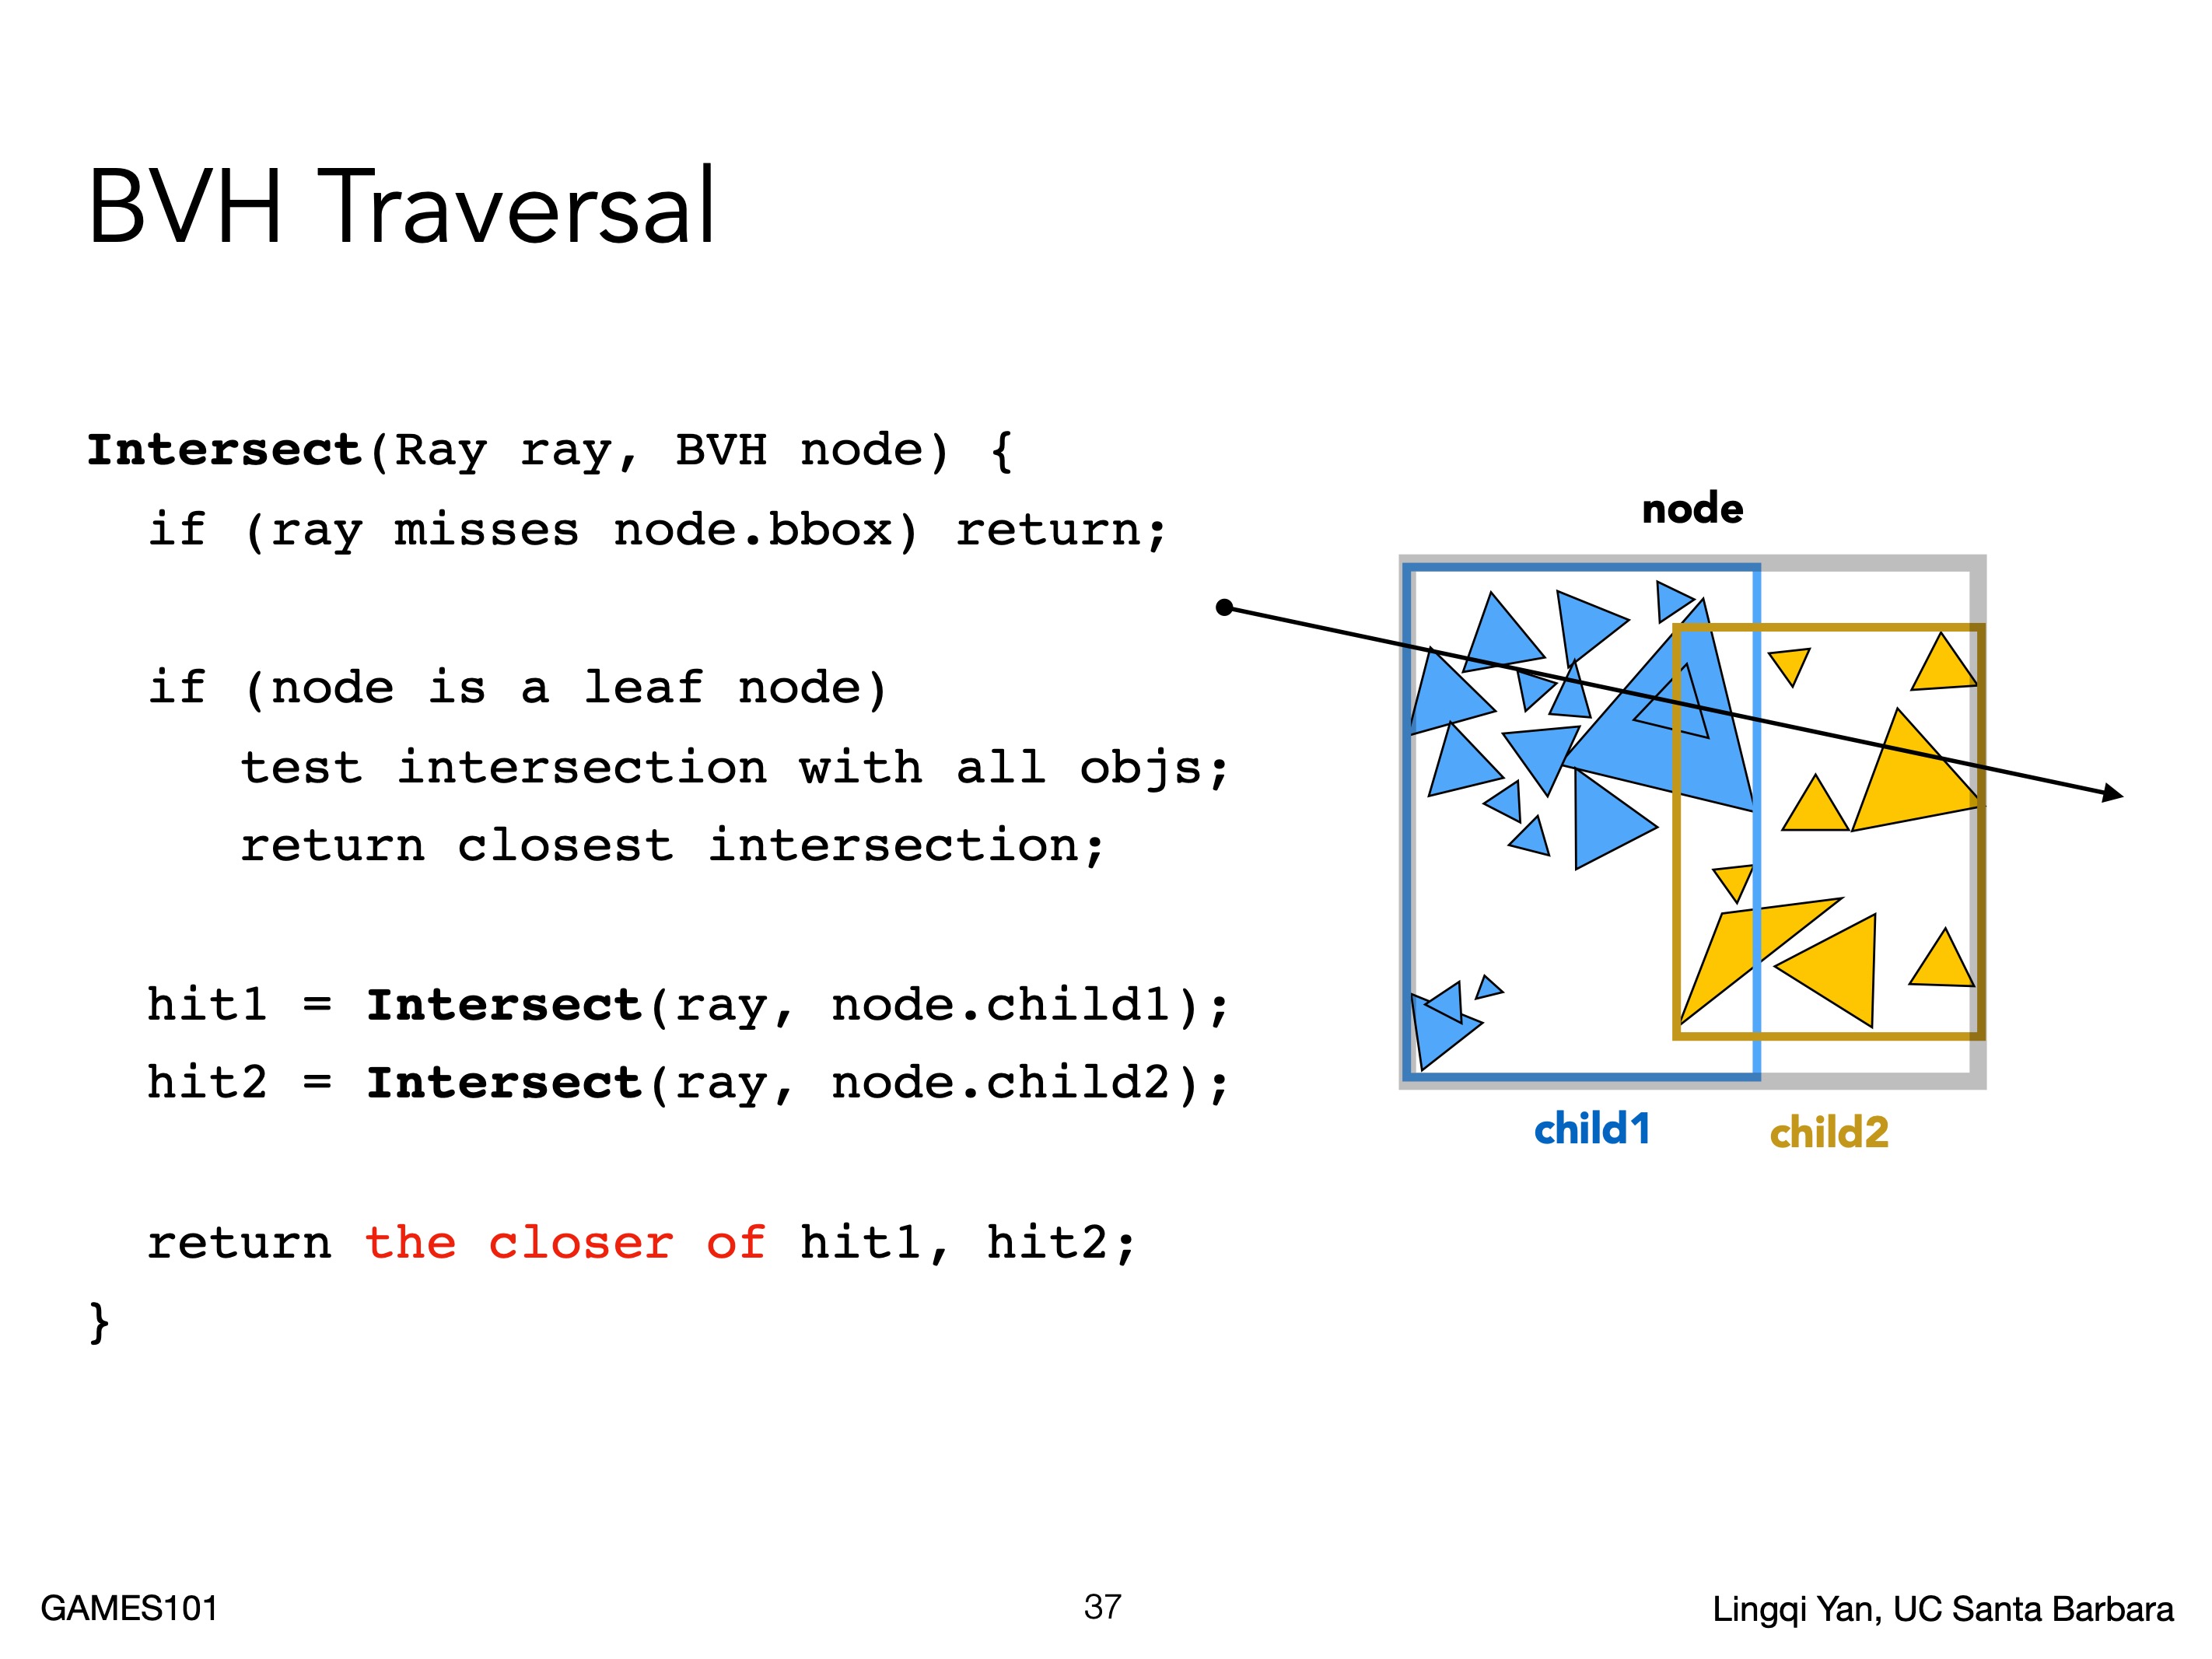 BVH Traversal
Intersect(Ray ray, BVH node) {
if (ray misses node.bbox) return;
if (node is a leaf node)
test intersection with all objs;
return closest intersection;
hit1 = Intersect(ray, node.child1);
hit2 = Intersect(ray, node.child2);
return the closer of hit1, hit2;
}
node
child1
child2
GAMES101
37
Lingqi Yan, UC Santa Barbara